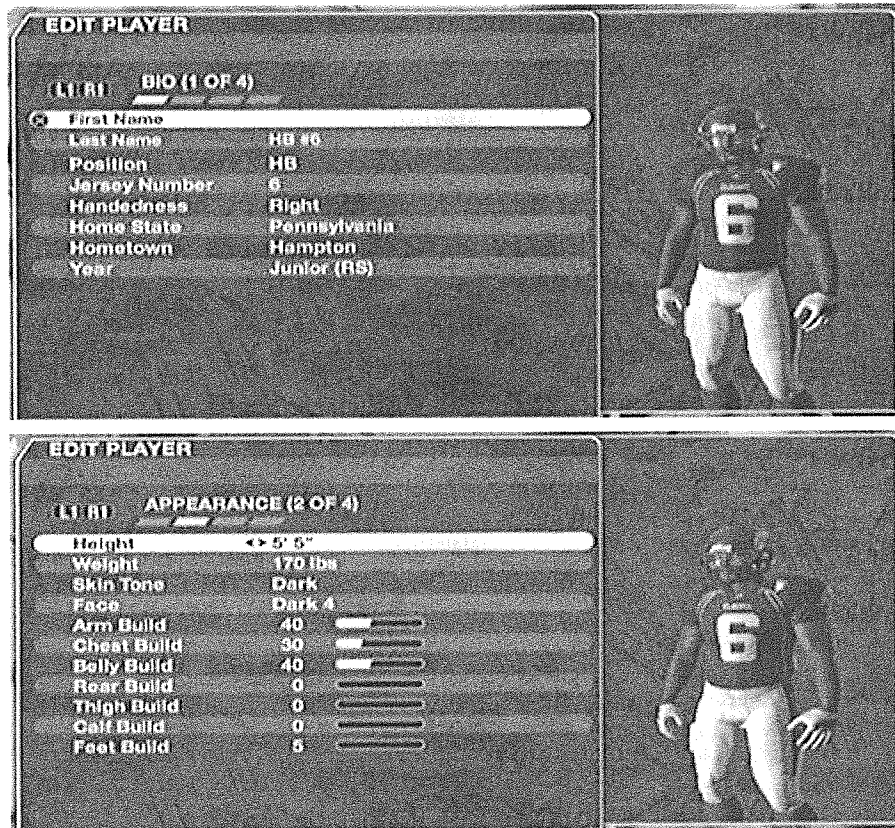 EDIT PLAYER
L1 R1 BIO (1 OF 4)
First Name
Last Name HB #6
Position HB
Jersey Number 6
Handedness Right
Home State Pennsylvania
Hometown Hampton
Year Junior (RS)
6
EDIT PLAYER
L1 R1 APPEARANCE (2 OF 4)
Height 5' 5"
Weight 170 lbs
Skin Tone Dark
Face Dark 4
Arm Build 40
Chest Build 30
Belly Build 40
Rear Build 0
Thigh Build 0
Calf Build 0
Feet Build 5
6